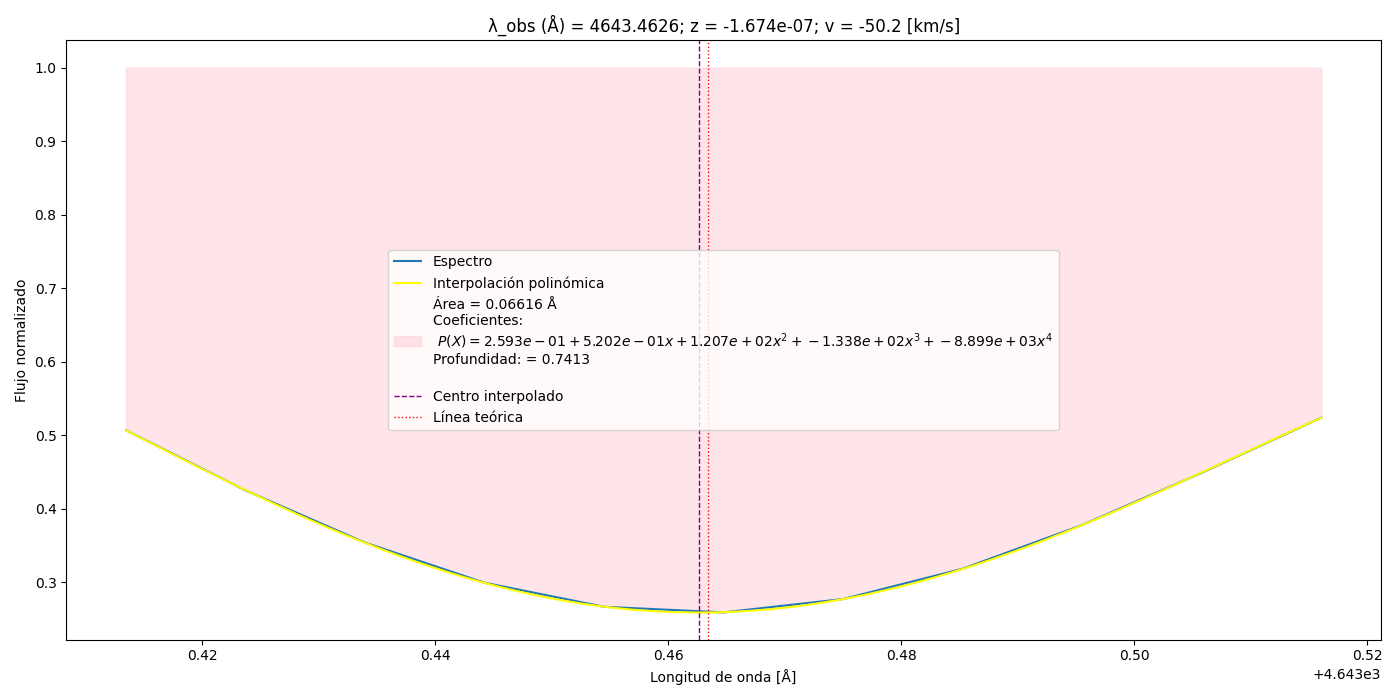 λ_obs (Å) = 4643.4626; z = -1.674e-07; v = -50.2 [km/s]
Flujo normalizado
1.0
0.9
0.8
0.7
0.6
0.5
0.4
0.3
Espectro
Interpolación polinómica
Área = 0.06616 Å
Coeficientes:
P(X) = 2.593e − 01 + 5.202e − 01x + 1.207e + 02x² + − 1.338e + 02x³ + − 8.899e + 03x⁴
Profundidad: = 0.7413
Centro interpolado
Línea teórica
0.42 0.44 0.46 0.48 0.50 0.52
+4.643e3
Longitud de onda [Å]